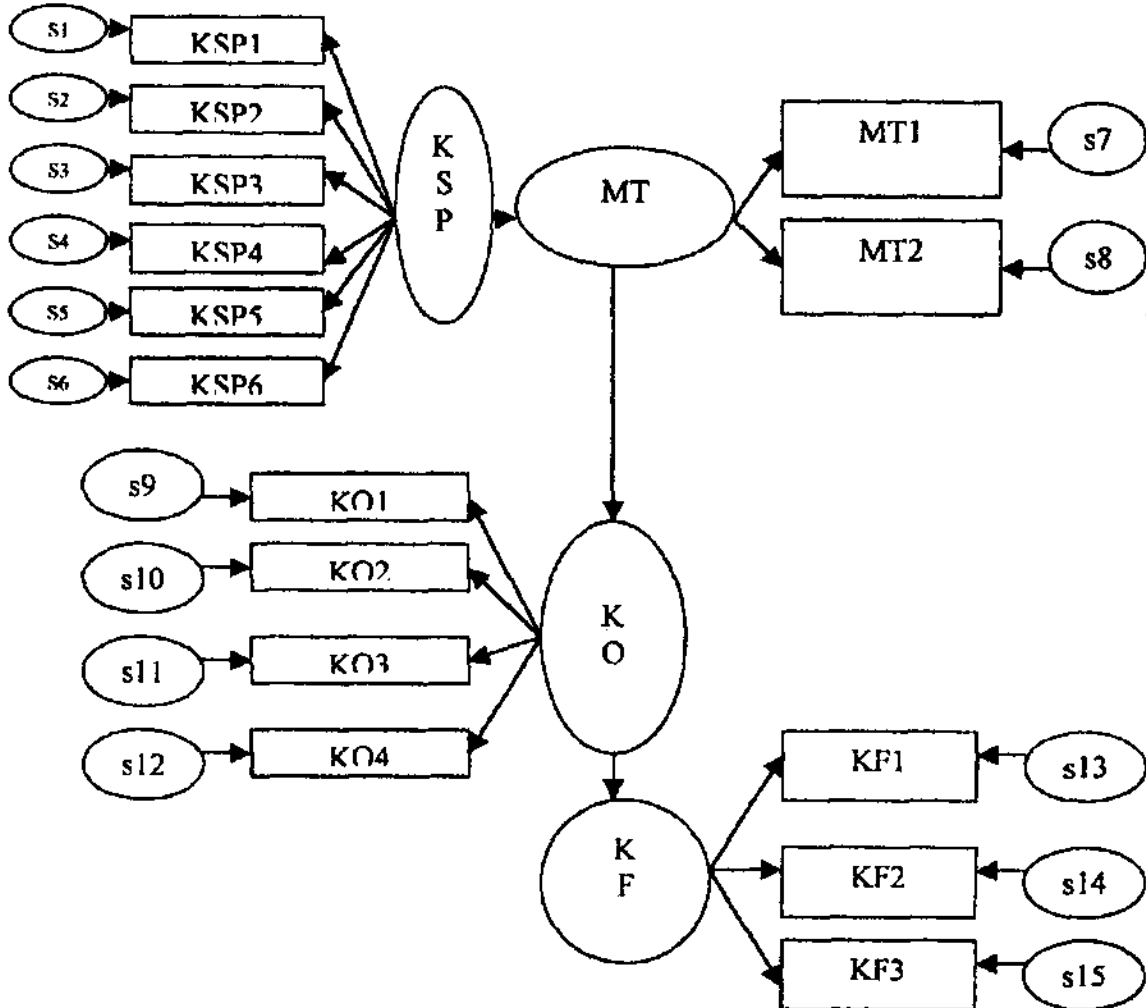 s1
KSP1
s2
KSP2
s3
KSP3
s4
KSP4
s5
KSP5
s6
KSP6
K
S
P
MT
MT1
s7
MT2
s8
s9
KO1
s10
KO2
s11
KO3
s12
KO4
K
O
K
F
KF1
s13
KF2
s14
KF3
s15